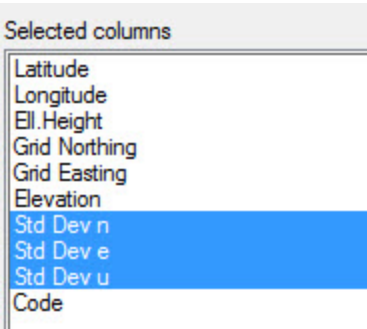 Selected columns
Latitude
Longitude
Ell.Height
Grid Northing
Grid Easting
Elevation
Std Dev n
Std Dev e
Std Dev u
Code